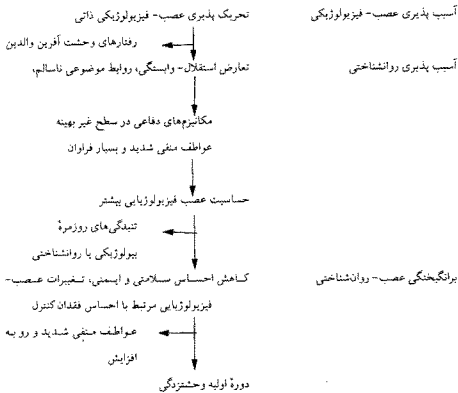 آسیب پذیری عصب- فیزیولوژیکی
تحریک پذیری عصب- فیزیولوژیکی ذاتی
رفتارهای وحشت آفرین والدین
آسیب پذیری روانشناختی
تعارض استقلال- وابستگی، روابط موضوعی ناسالم،
مکانیزم‌های دفاعی در سطح غیر بهینه
عواطف منفی شدید و بسیار فراوان
حساسیت عصب فیزیولوژیایی بیشتر
تنیدگی‌های روزمرهٔ
بیولوژیکی یا روانشناختی
برانگیختگی عصب- روان‌شناختی
کاهش احساس سلامتی و ایمنی، تغییرات عصب-
فیزیولوژیایی مرتبط با احساس فقدان کنترل
عواطف منفی شدید و رو به
افزایش
دورهٔ اولیه وحشتزدگی